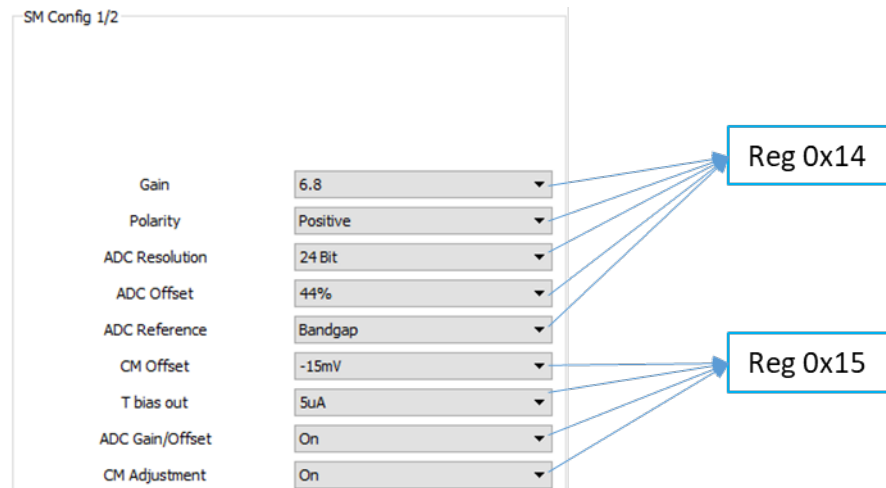 SM Config 1/2
Reg 0x14
Gain 6.8
Polarity Positive
ADC Resolution 24 Bit
ADC Offset 44%
ADC Reference Bandgap
Reg 0x15
CM Offset -15mV
T bias out 5uA
ADC Gain/Offset On
CM Adjustment On